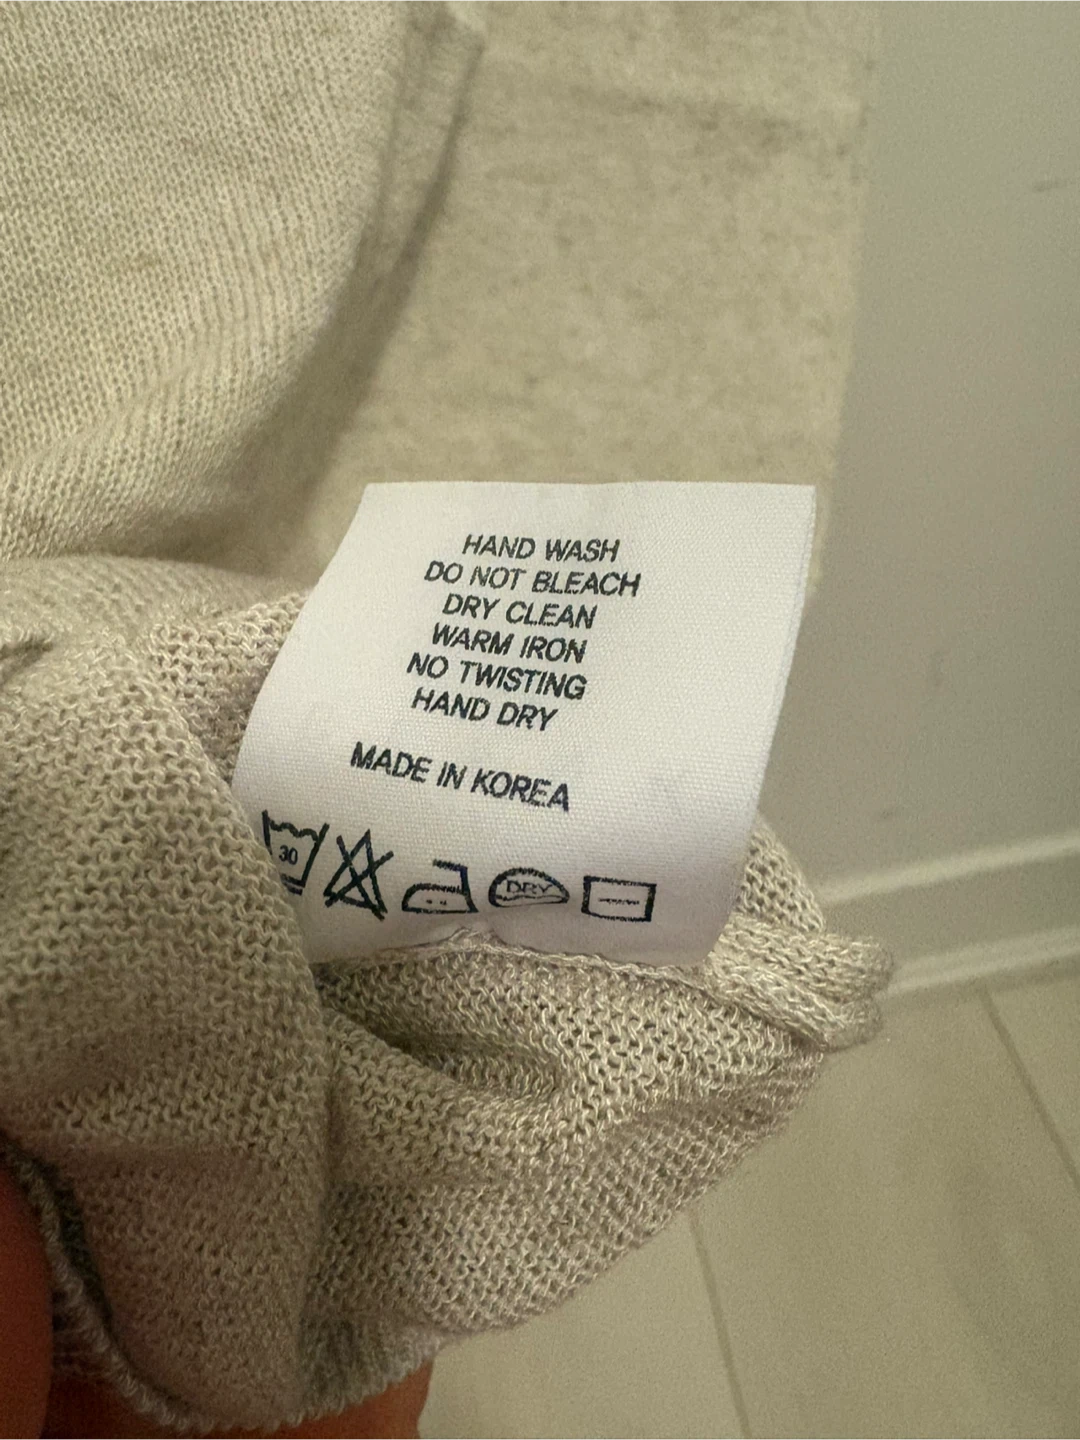 HAND WASH
DO NOT BLEACH
DRY CLEAN
WARM IRON
NO TWISTING
HAND DRY
MADE IN KOREA
30 DRY